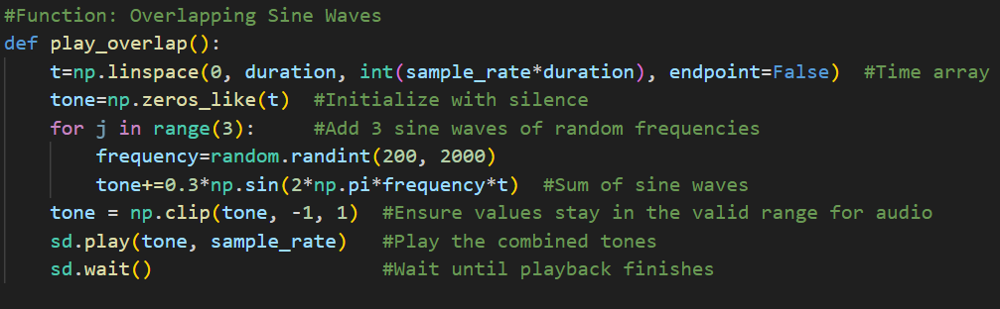 #Function: Overlapping Sine Waves
def play_overlap():
    t=np.linspace(0, duration, int(sample_rate*duration), endpoint=False)  #Time array
    tone=np.zeros_like(t)  #Initialize with silence
    for j in range(3):     #Add 3 sine waves of random frequencies
        frequency=random.randint(200, 2000)
        tone+=0.3*np.sin(2*np.pi*frequency*t)  #Sum of sine waves
    tone = np.clip(tone, -1, 1)  #Ensure values stay in the valid range for audio
    sd.play(tone, sample_rate)   #Play the combined tones
    sd.wait()                    #Wait until playback finishes